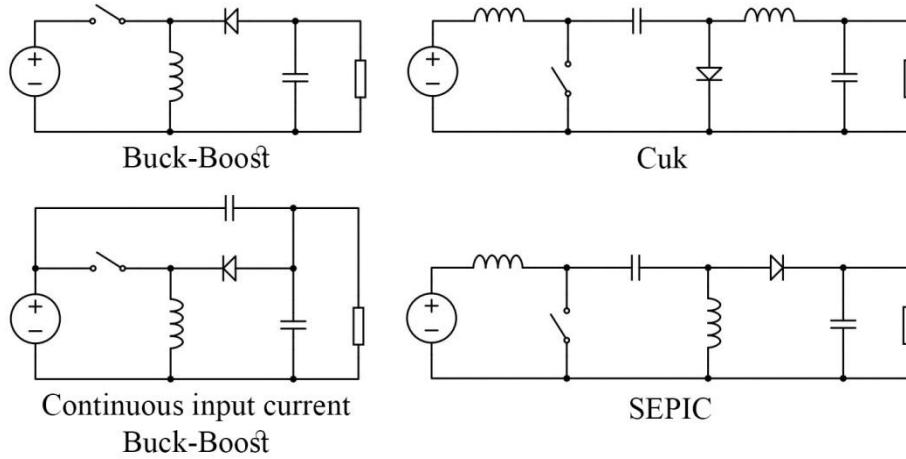 Buck-Boost
Cuk
Continuous input current
Buck-Boost
SEPIC